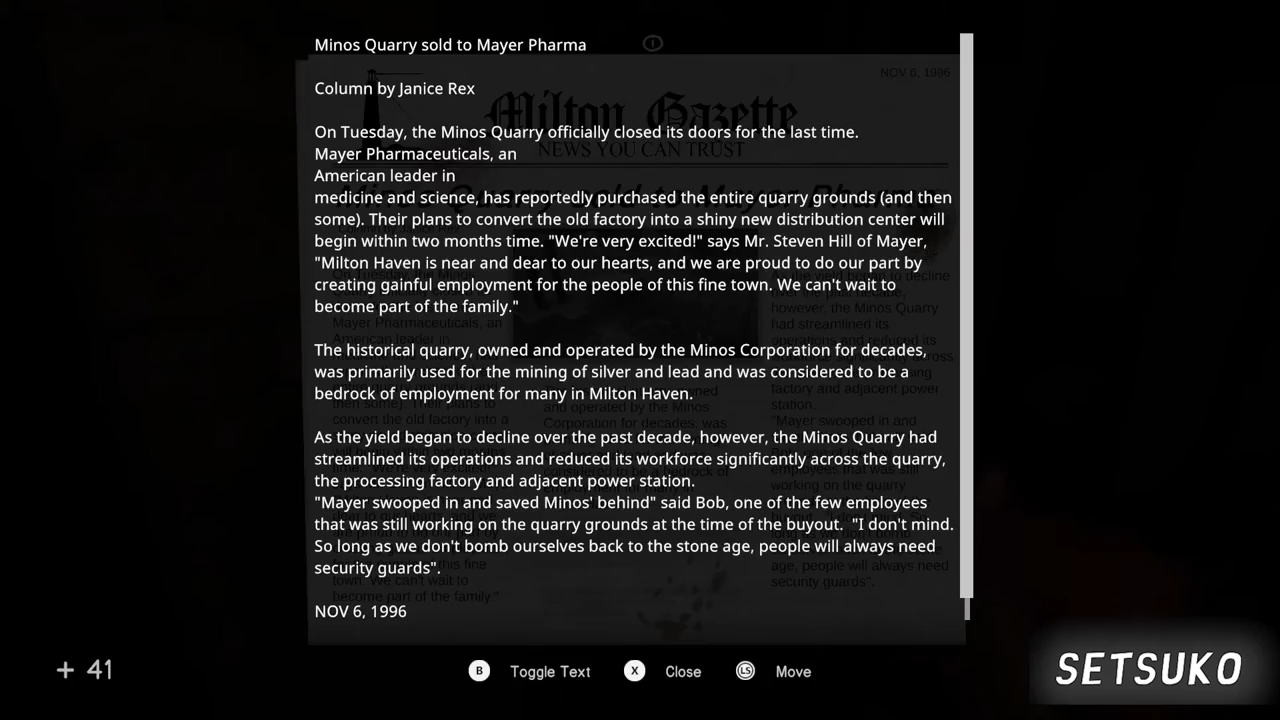 Minos Quarry sold to Mayer Pharma
NOV 6, 1996
Column by Janice Rex
Milton Gazette
On Tuesday, the Minos Quarry officially closed its doors for the last time.
NEWS YOU CAN TRUST
Mayer Pharmaceuticals, an
American leader in
medicine and science, has reportedly purchased the entire quarry grounds (and then
some). Their plans to convert the old factory into a shiny new distribution center will
begin within two months time. "We're very excited!" says Mr. Steven Hill of Mayer,
"Milton Haven is near and dear to our hearts, and we are proud to do our part by
creating gainful employment for the people of this fine town. We can't wait to
become part of the family."
The historical quarry, owned and operated by the Minos Corporation for decades,
was primarily used for the mining of silver and lead and was considered to be a
bedrock of employment for many in Milton Haven.
As the yield began to decline over the past decade, however, the Minos Quarry had
streamlined its operations and reduced its workforce significantly across the quarry,
the processing factory and adjacent power station.
"Mayer swooped in and saved Minos' behind" said Bob, one of the few employees
that was still working on the quarry grounds at the time of the buyout. "I don't mind.
So long as we don't bomb ourselves back to the stone age, people will always need
security guards".
NOV 6, 1996
+ 41
B Toggle Text X Close LS Move
SETSUKO